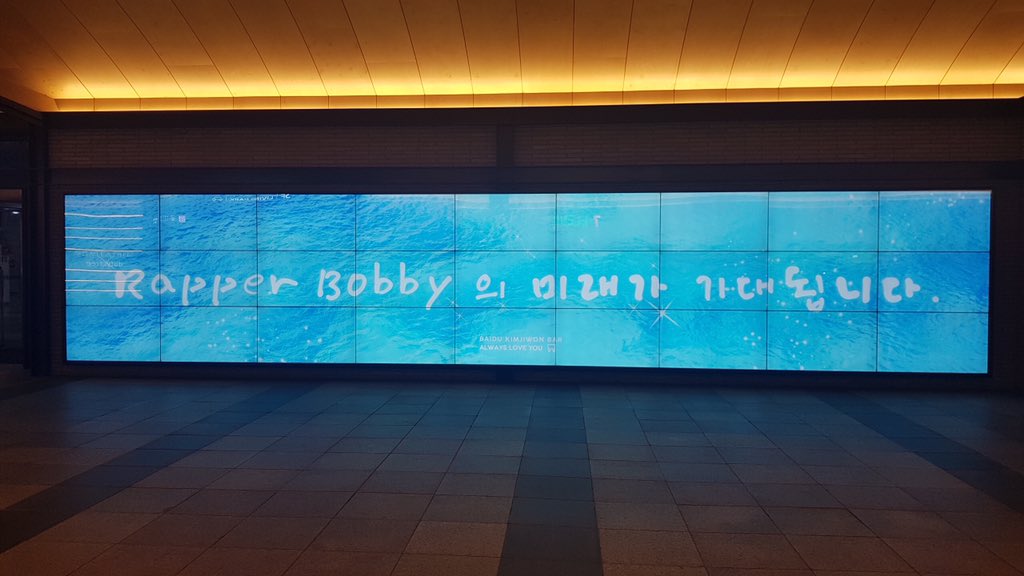 Rapper Bobby 의 미래가 기대됩니다.
BAIDU KIMJIWON BAR
ALWAYS LOVE YOU